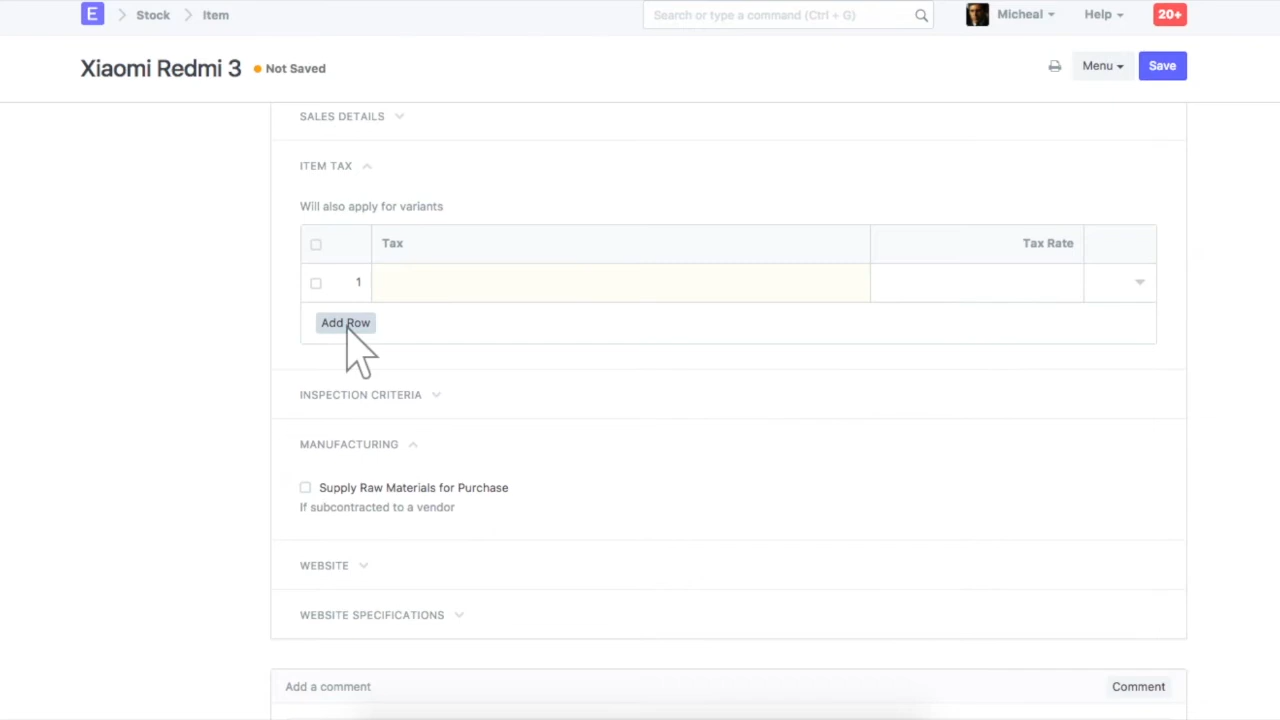 E Stock Item Search or type a command (Ctrl + G) Micheal Help 20+
Xiaomi Redmi 3 Not Saved Menu Save
SALES DETAILS
ITEM TAX
Will also apply for variants
Tax Tax Rate
1
Add Row
INSPECTION CRITERIA
MANUFACTURING
Supply Raw Materials for Purchase
If subcontracted to a vendor
WEBSITE
WEBSITE SPECIFICATIONS
Add a comment Comment